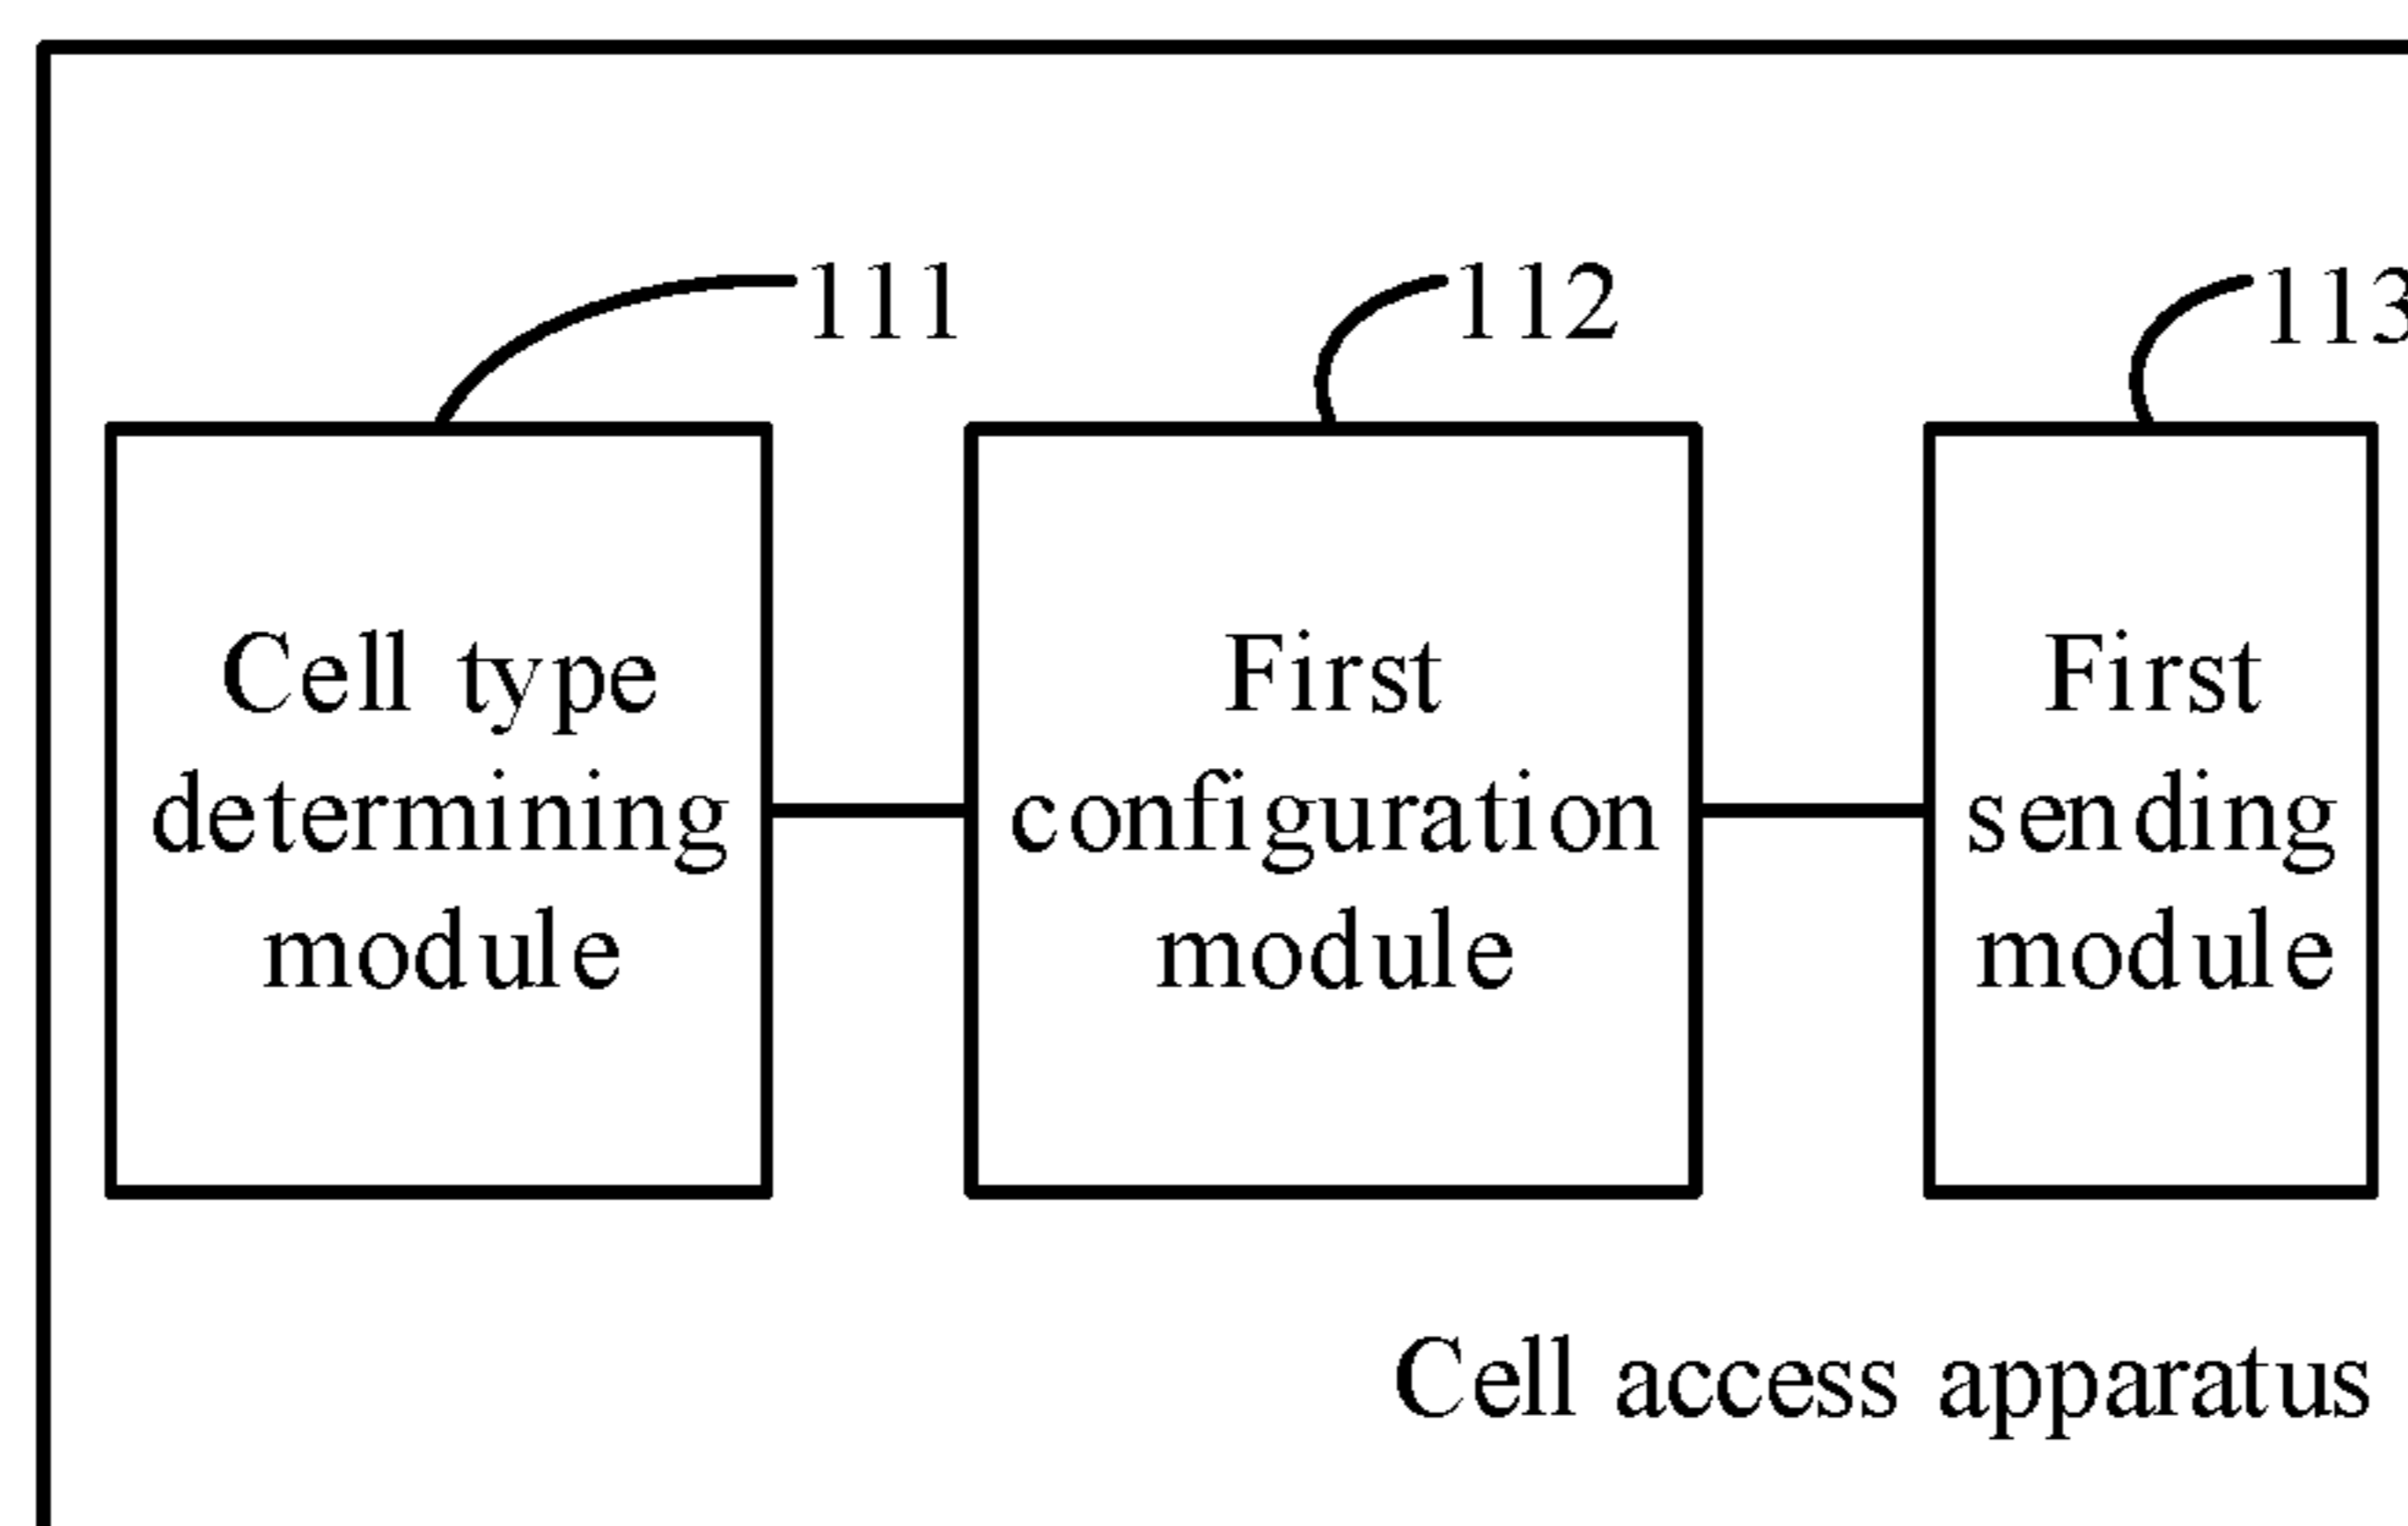 111
112
113
Cell type
determining
module
First
configuration
module
First
sending
module
Cell access apparatus